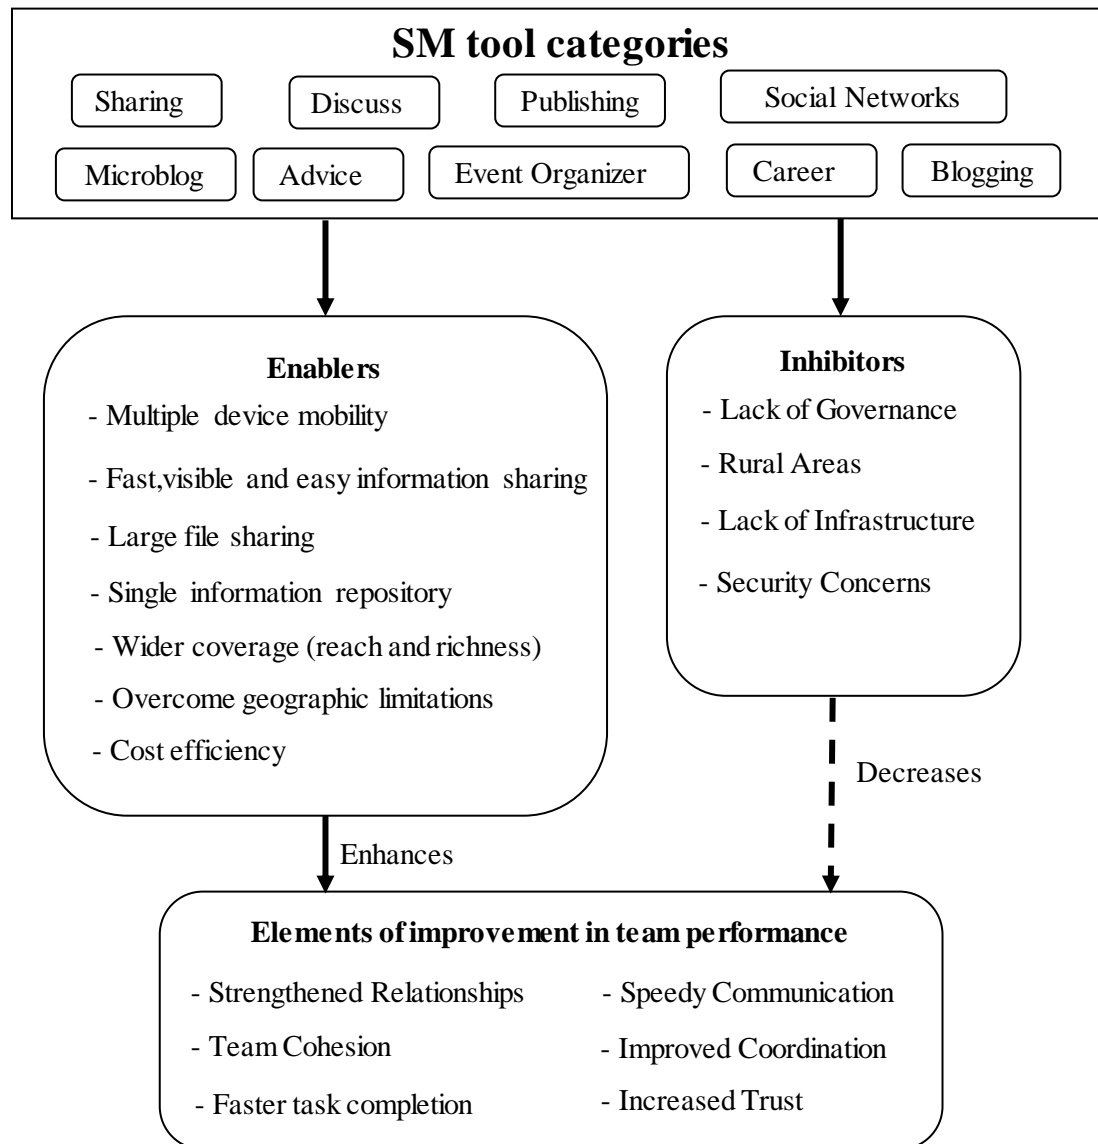 SM tool categories
Sharing
Discuss
Publishing
Social Networks
Microblog
Advice
Event Organizer
Career
Blogging
Enablers
- Multiple device mobility
- Fast,visible and easy information sharing
- Large file sharing
- Single information repository
- Wider coverage (reach and richness)
- Overcome geographic limitations
- Cost efficiency
Inhibitors
- Lack of Governance
- Rural Areas
- Lack of Infrastructure
- Security Concerns
Enhances
Decreases
Elements of improvement in team performance
- Strengthened Relationships
- Team Cohesion
- Faster task completion
- Speedy Communication
- Improved Coordination
- Increased Trust